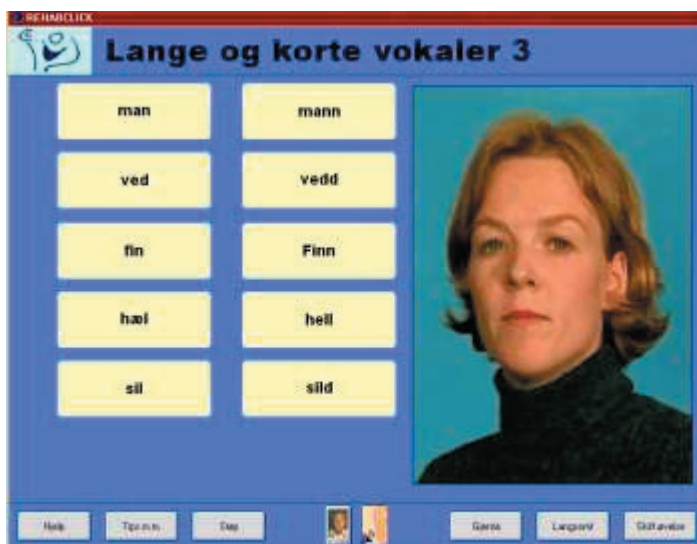 REHABCLICK
Lange og korte vokaler 3
man mann
ved vedd
fin Finn
hæl hell
sil sild
Hjelp Tips m.m. Støy Gjenta Langsomt Skift øvelse